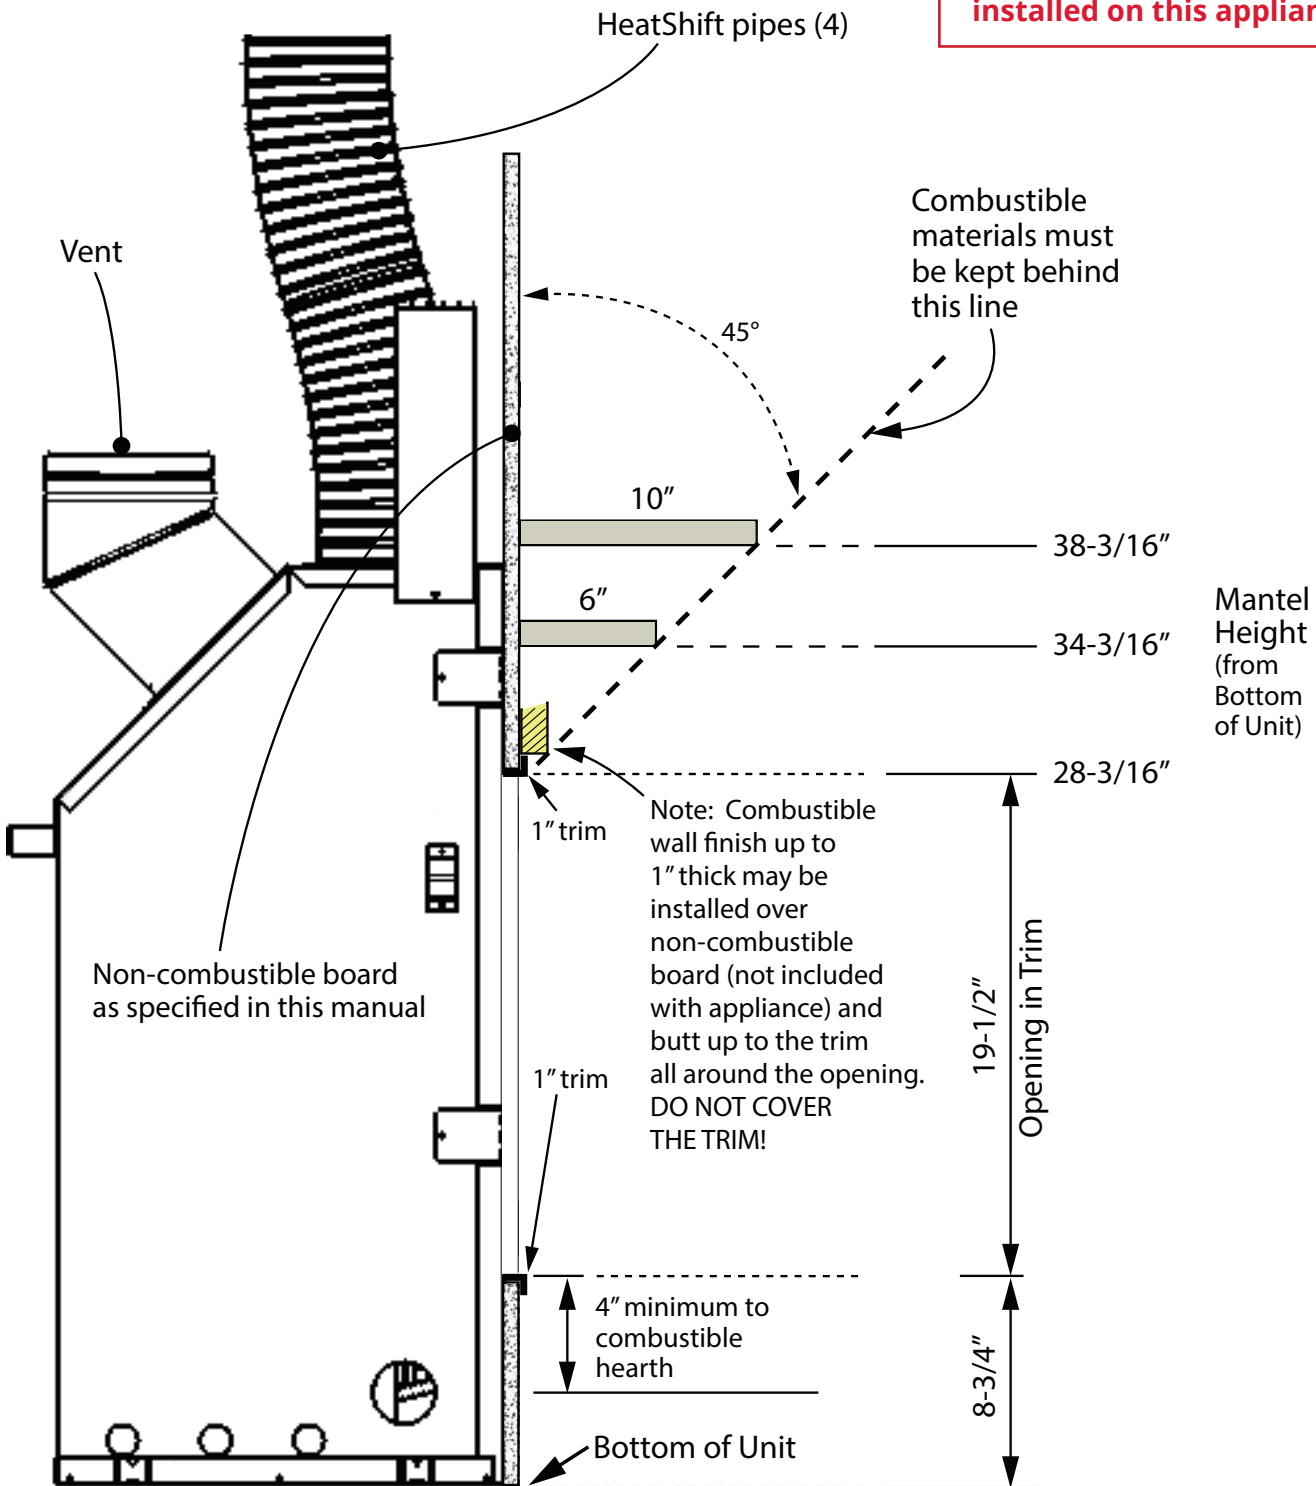 installed on this applian
HeatShift pipes (4)
Vent
Combustible
materials must
be kept behind
this line
45°
10″
38-3/16″
6″
34-3/16″
Mantel
Height
(from
Bottom
of Unit)
28-3/16″
1″ trim
Note: Combustible
wall finish up to
1″ thick may be
installed over
non-combustible
board (not included
with appliance) and
butt up to the trim
all around the opening.
DO NOT COVER
THE TRIM!
Non-combustible board
as specified in this manual
19-1/2″
Opening in Trim
1″ trim
4″ minimum to
combustible
hearth
8-3/4″
Bottom of Unit